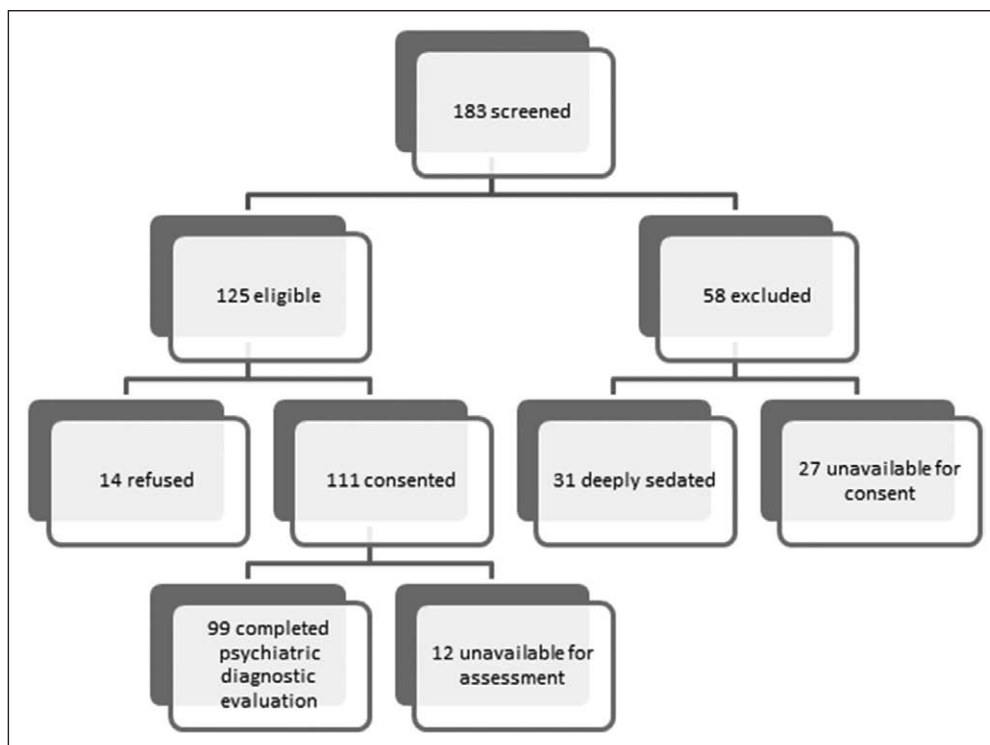 183 screened
125 eligible
58 excluded
14 refused
111 consented
31 deeply sedated
27 unavailable for
consent
99 completed
psychiatric
diagnostic
evaluation
12 unavailable for
assessment